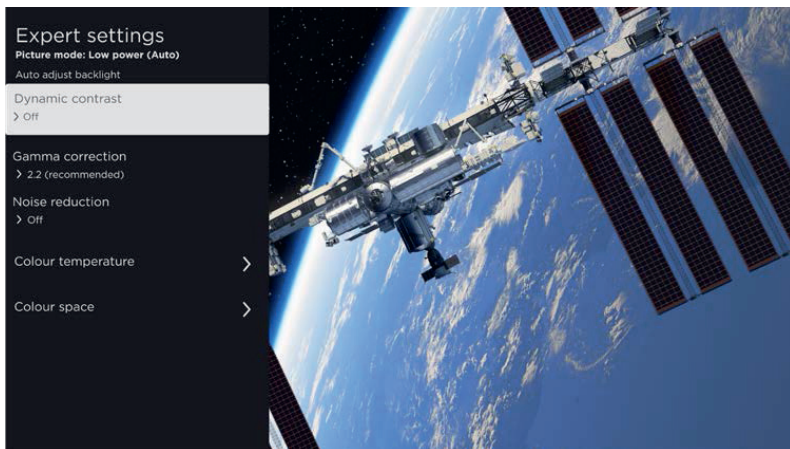 Expert settings
Picture mode: Low power (Auto)
Auto adjust backlight
Dynamic contrast
Off
Gamma correction
2.2 (recommended)
Noise reduction
Off
Colour temperature
Colour space